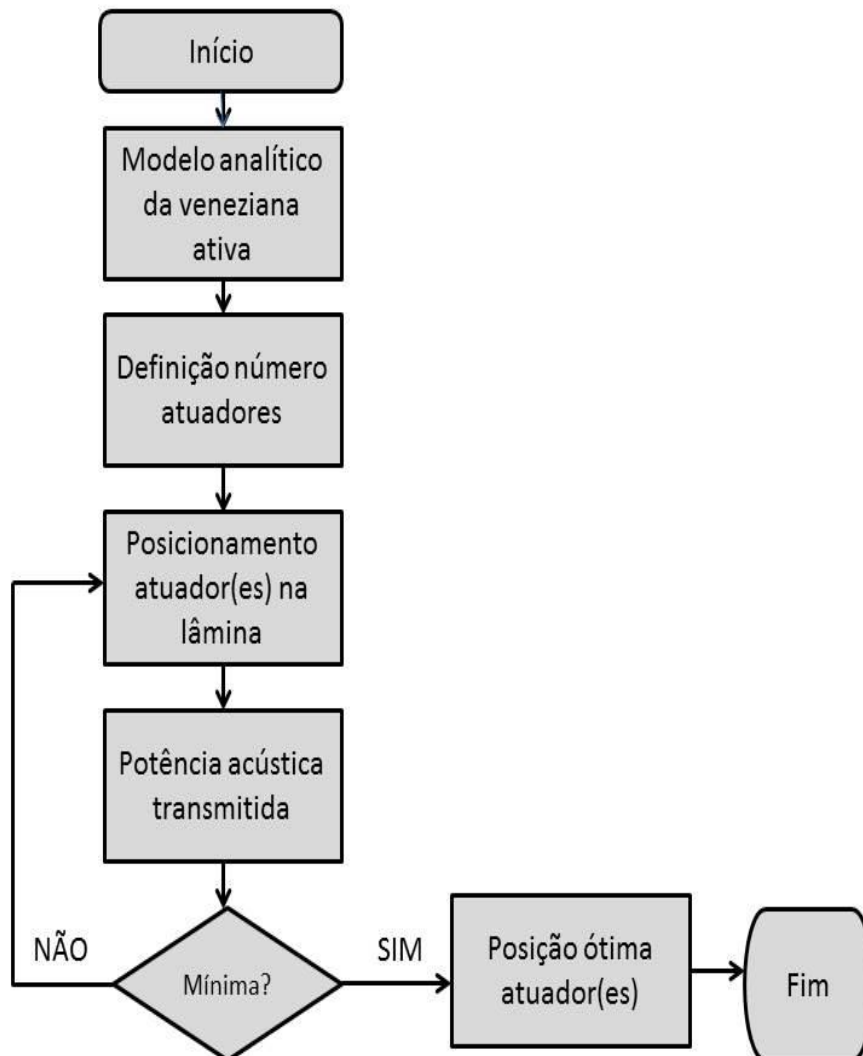 Início
Modelo analítico
da veneziana
ativa
Definição número
atuadores
Posicionamento
atuador(es) na
lâmina
Potência acústica
transmitida
NÃO
Mínima?
SIM
Posição ótima
atuador(es)
Fim